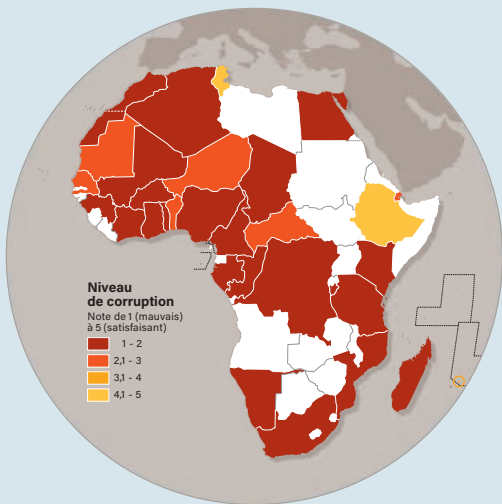 Niveau
de corruption
Note de 1 (mauvais)
à 5 (satisfaisant)
1 - 2
2,1 - 3
3,1 - 4
4,1 - 5